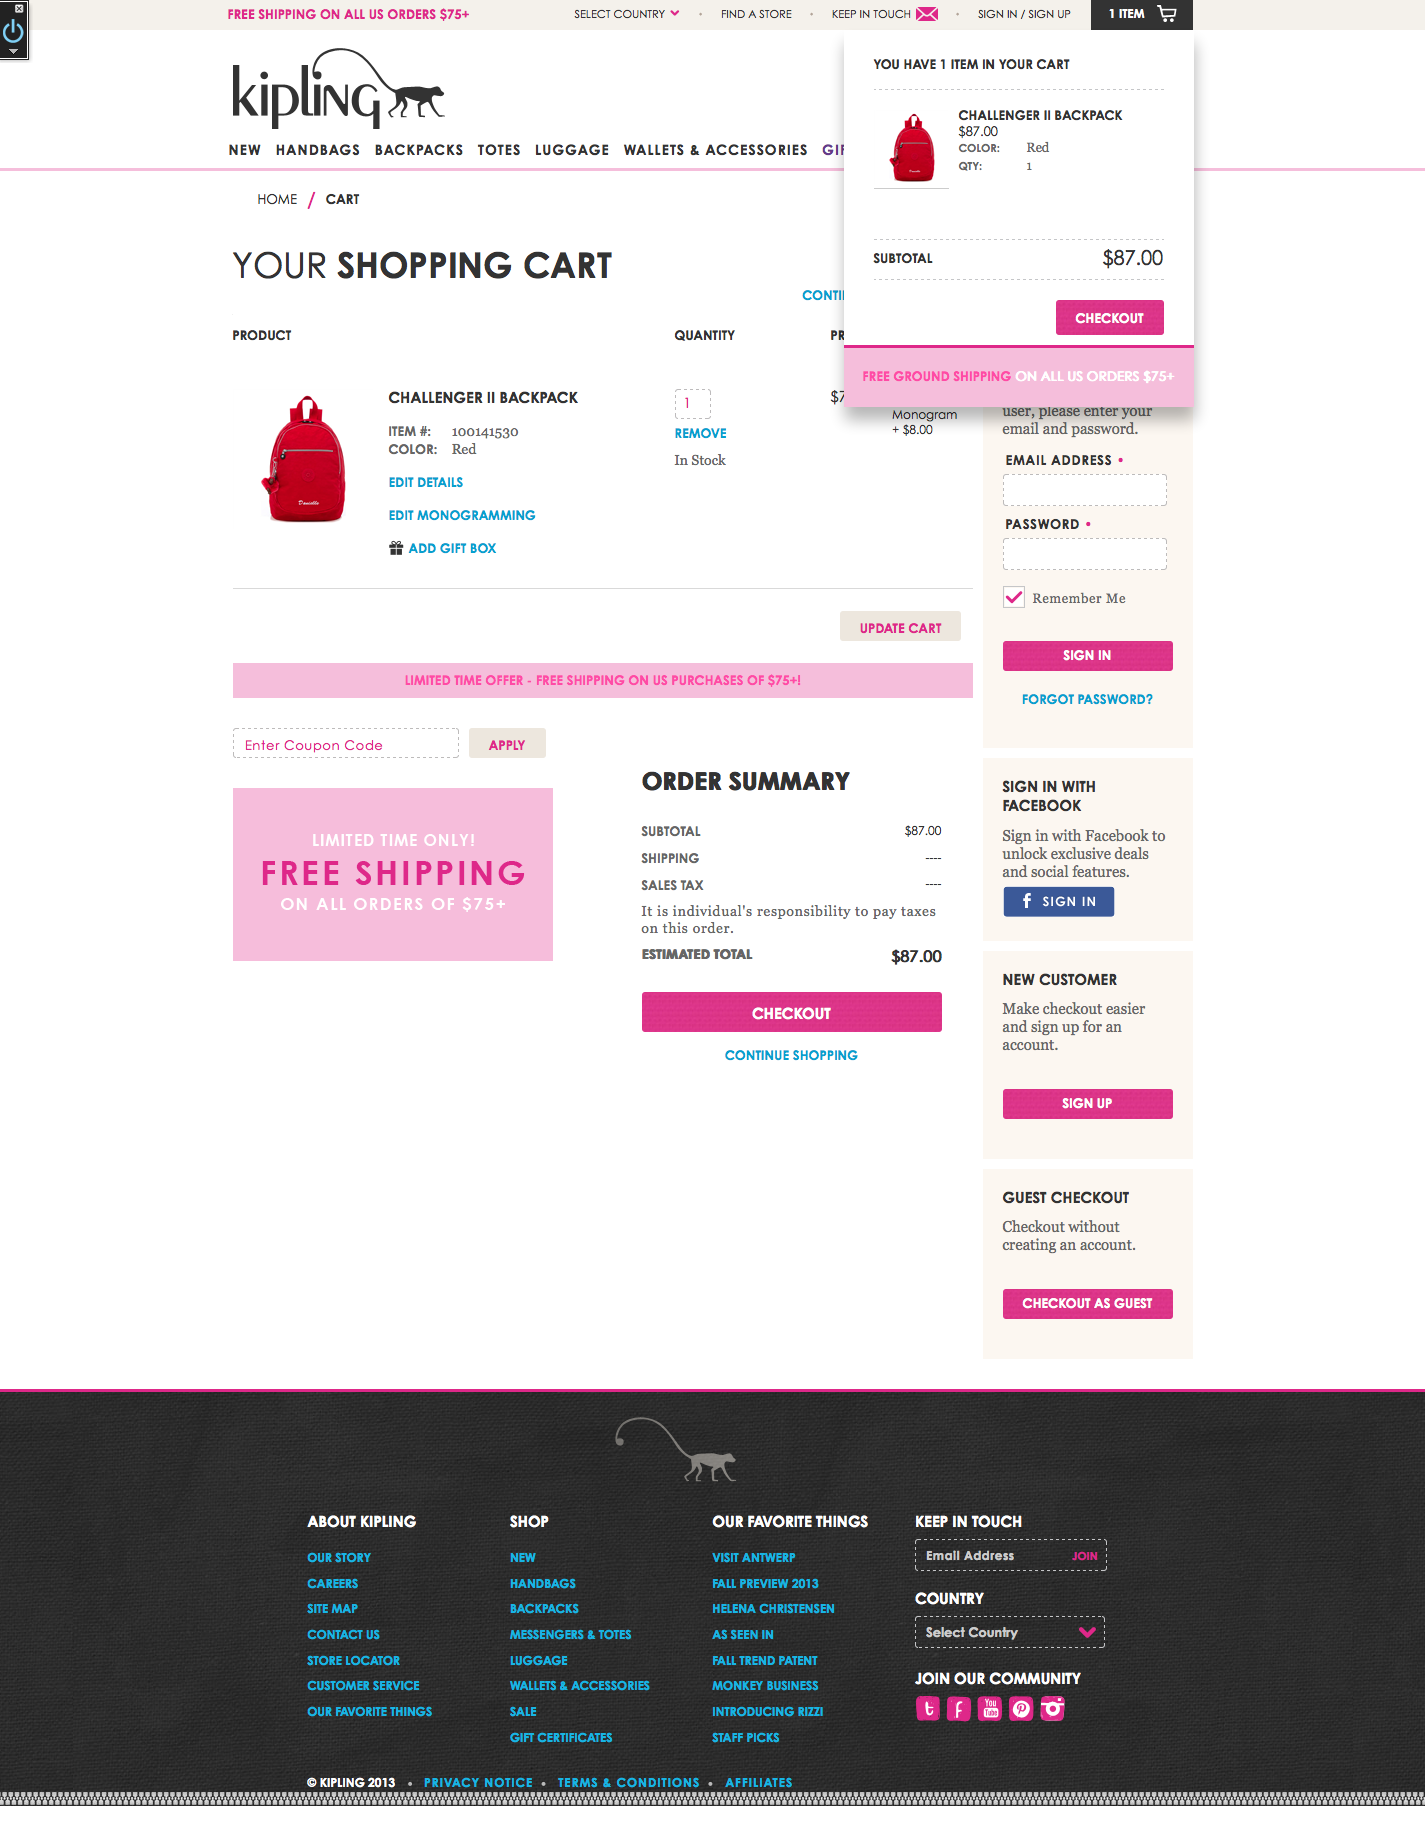 FREE SHIPPING ON ALL US ORDERS $75+
SELECT COUNTRY • FIND A STORE • KEEP IN TOUCH • SIGN IN / SIGN UP
1 ITEM
kipling
NEW HANDBAGS BACKPACKS TOTES LUGGAGE WALLETS & ACCESSORIES
YOU HAVE 1 ITEM IN YOUR CART
CHALLENGER II BACKPACK
$87.00
COLOR: Red
QTY: 1
SUBTOTAL $87.00
CHECKOUT
FREE GROUND SHIPPING ON ALL US ORDERS $75+
HOME / CART
YOUR SHOPPING CART
PRODUCT QUANTITY
CHALLENGER II BACKPACK
ITEM #: 100141530
COLOR: Red
EDIT DETAILS
EDIT MONOGRAMMING
ADD GIFT BOX
Danielle
1
REMOVE
In Stock
Monogram
+ $8.00
UPDATE CART
LIMITED TIME OFFER - FREE SHIPPING ON US PURCHASES OF $75+!
Enter Coupon Code APPLY
LIMITED TIME ONLY!
FREE SHIPPING
ON ALL ORDERS OF $75+
ORDER SUMMARY
SUBTOTAL $87.00
SHIPPING ----
SALES TAX ----
It is individual's responsibility to pay taxes
on this order.
ESTIMATED TOTAL $87.00
CHECKOUT
CONTINUE SHOPPING
user, please enter your
email and password.
EMAIL ADDRESS •
PASSWORD •
Remember Me
SIGN IN
FORGOT PASSWORD?
SIGN IN WITH
FACEBOOK
Sign in with Facebook to
unlock exclusive deals
and social features.
f SIGN IN
NEW CUSTOMER
Make checkout easier
and sign up for an
account.
SIGN UP
GUEST CHECKOUT
Checkout without
creating an account.
CHECKOUT AS GUEST
ABOUT KIPLING
OUR STORY
CAREERS
SITE MAP
CONTACT US
STORE LOCATOR
CUSTOMER SERVICE
OUR FAVORITE THINGS
SHOP
NEW
HANDBAGS
BACKPACKS
MESSENGERS & TOTES
LUGGAGE
WALLETS & ACCESSORIES
SALE
GIFT CERTIFICATES
OUR FAVORITE THINGS
VISIT ANTWERP
FALL PREVIEW 2013
HELENA CHRISTENSEN
AS SEEN IN
FALL TREND PATENT
MONKEY BUSINESS
INTRODUCING RIZZI
STAFF PICKS
KEEP IN TOUCH
Email Address JOIN
COUNTRY
Select Country
JOIN OUR COMMUNITY
You Tube
© KIPLING 2013 • PRIVACY NOTICE • TERMS & CONDITIONS • AFFILIATES